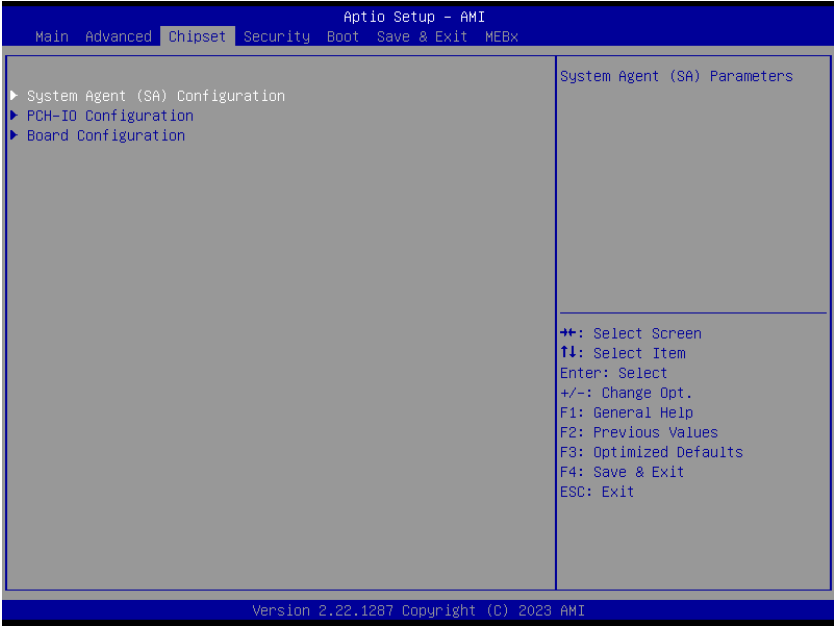 Aptio Setup – AMI
Main Advanced Chipset Security Boot Save & Exit MEBx
System Agent (SA) Configuration
PCH-IO Configuration
Board Configuration
System Agent (SA) Parameters
→←: Select Screen
↑↓: Select Item
Enter: Select
+/-: Change Opt.
F1: General Help
F2: Previous Values
F3: Optimized Defaults
F4: Save & Exit
ESC: Exit
Version 2.22.1287 Copyright (C) 2023 AMI